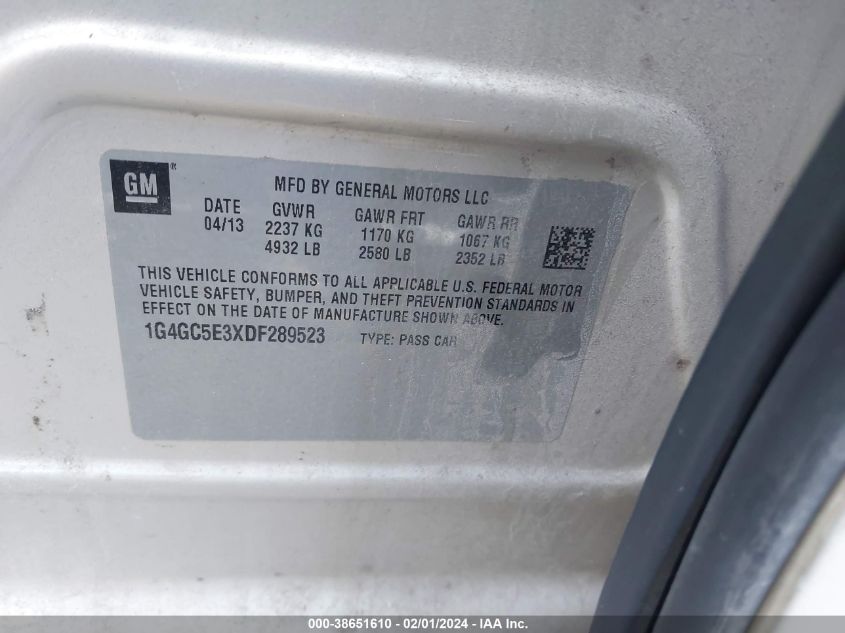 GM®
MFD BY GENERAL MOTORS LLC
DATE GVWR GAWR FRT GAWR RR
04/13 2237 KG 1170 KG 1067 KG
4932 LB 2580 LB 2352 LB
THIS VEHICLE CONFORMS TO ALL APPLICABLE U.S. FEDERAL MOTOR
VEHICLE SAFETY, BUMPER, AND THEFT PREVENTION STANDARDS IN
EFFECT ON THE DATE OF MANUFACTURE SHOWN ABOVE.
1G4GC5E3XDF289523 TYPE: PASS CAR
000-38651610 / 02/01/2024 - IAA Inc.